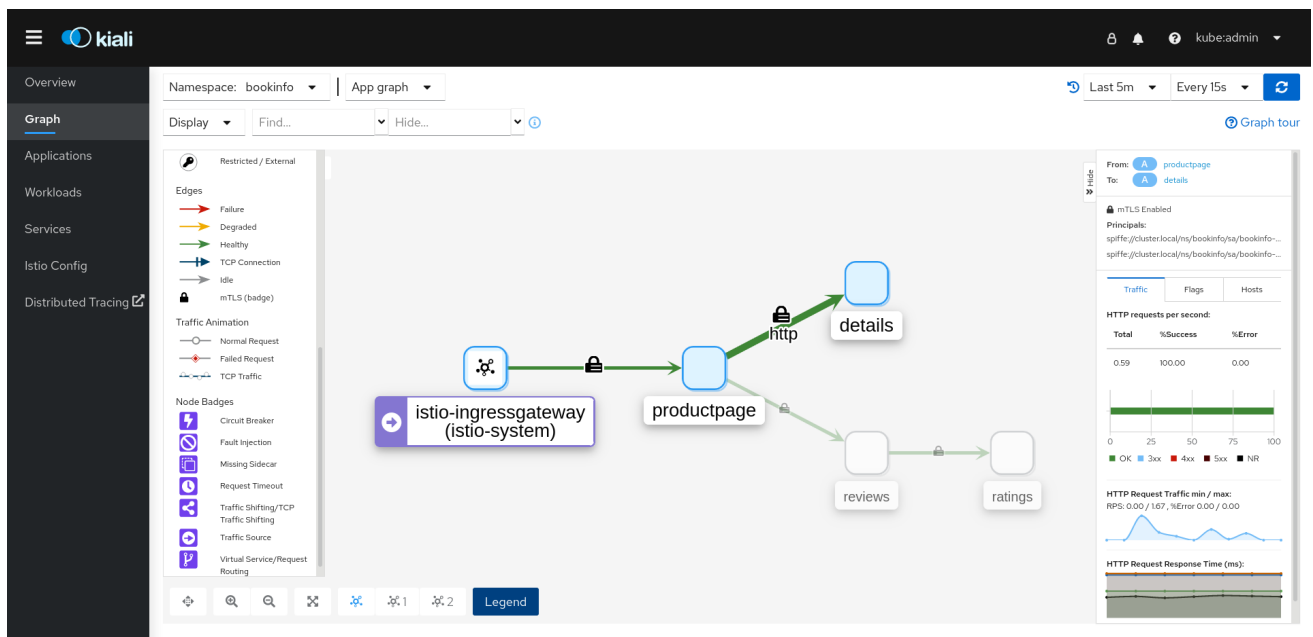 kiali
kube:admin
Overview
Graph
Applications
Workloads
Services
Istio Config
Distributed Tracing
Namespace: bookinfo
App graph
Last 5m
Every 15s
Display
Find...
Hide...
Graph tour
Restricted / External
Edges
Failure
Degraded
Healthy
TCP Connection
Idle
mTLS (badge)
Traffic Animation
Normal Request
Failed Request
TCP Traffic
Node Badges
Circuit Breaker
Fault Injection
Missing Sidecar
Request Timeout
Traffic Shifting/TCP
Traffic Shifting
Traffic Source
Virtual Service/Request
Routing
istio-ingressgateway
(istio-system)
productpage
http
details
reviews
ratings
1
2
Legend
Hide
From: A productpage
To: A details
mTLS Enabled
Principals:
spiffe://cluster.local/ns/bookinfo/sa/bookinfo-...
spiffe://cluster.local/ns/bookinfo/sa/bookinfo-...
Traffic Flags Hosts
HTTP requests per second:
Total %Success %Error
0.59 100.00 0.00
0 25 50 75 100
OK 3xx 4xx 5xx NR
HTTP Request Traffic min / max:
RPS: 0.00 / 1.67 , %Error 0.00 / 0.00
HTTP Request Response Time (ms):